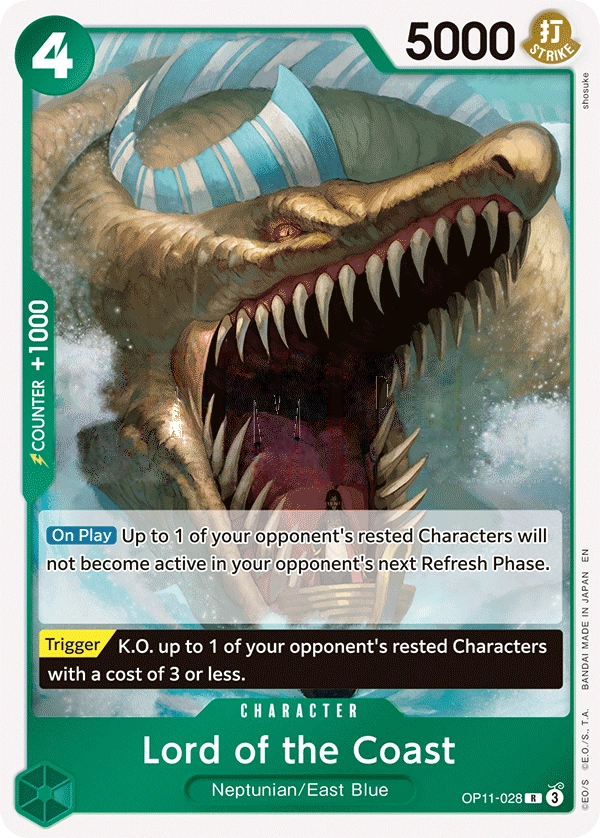 4
5000
打
STRIKE
shosuke
COUNTER +1000
On Play Up to 1 of your opponent's rested Characters will
not become active in your opponent's next Refresh Phase.
Trigger K.O. up to 1 of your opponent's rested Characters
with a cost of 3 or less.
CHARACTER
Lord of the Coast
Neptunian/East Blue
OP11-028 R 3
©EO/S ©E.O./S., T.A. BANDAI MADE IN JAPAN EN